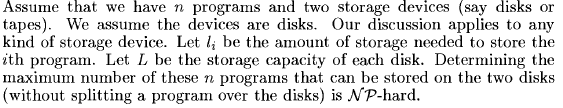 Assume that we have n programs and two storage devices (say disks or
tapes). We assume the devices are disks. Our discussion applies to any
kind of storage device. Let lᵢ be the amount of storage needed to store the
ith program. Let L be the storage capacity of each disk. Determining the
maximum number of these n programs that can be stored on the two disks
(without splitting a program over the disks) is 𝒩𝒫-hard.